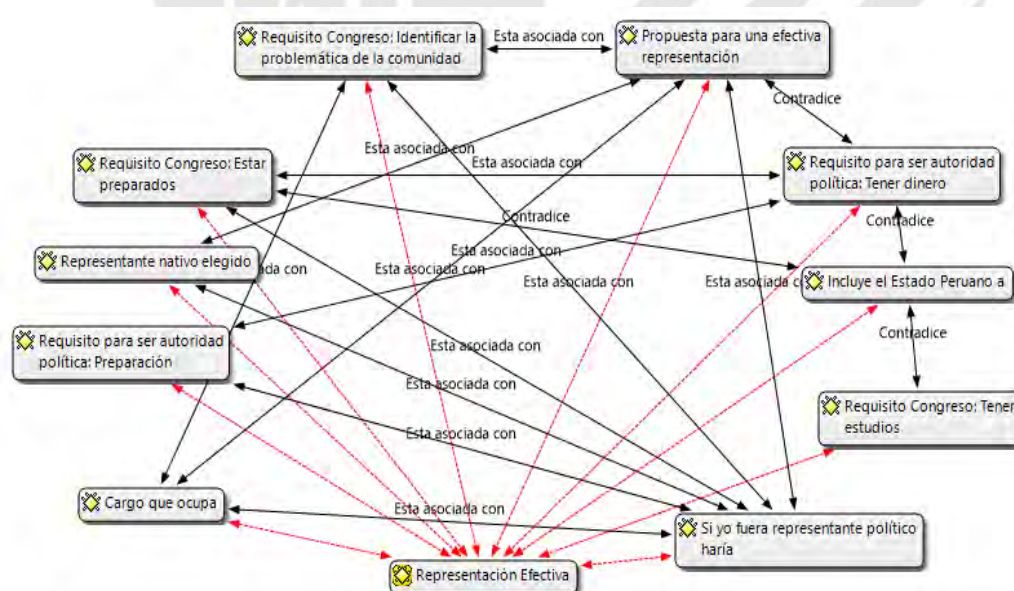 Requisito Congreso: Identificar la
problemática de la comunidad
Esta asociada con
Propuesta para una efectiva
representación
Contradice
Esta asociada con
Requisito Congreso: Estar
preparados
Esta asociada con
Requisito para ser autoridad
política: Tener dinero
Contradice
Contradice
Representante nativo elegido
Esta asociada con
da con
Esta asociada con
Esta asociada con
Esta asociada c
Incluye el Estado Peruano a
Requisito para ser autoridad
política: Preparación
Esta asociada con
Contradice
Esta asociada con
Requisito Congreso: Tener
estudios
Esta asociada con
Cargo que ocupa
Esta asociada con
Si yo fuera representante político
haría
Representación Efectiva